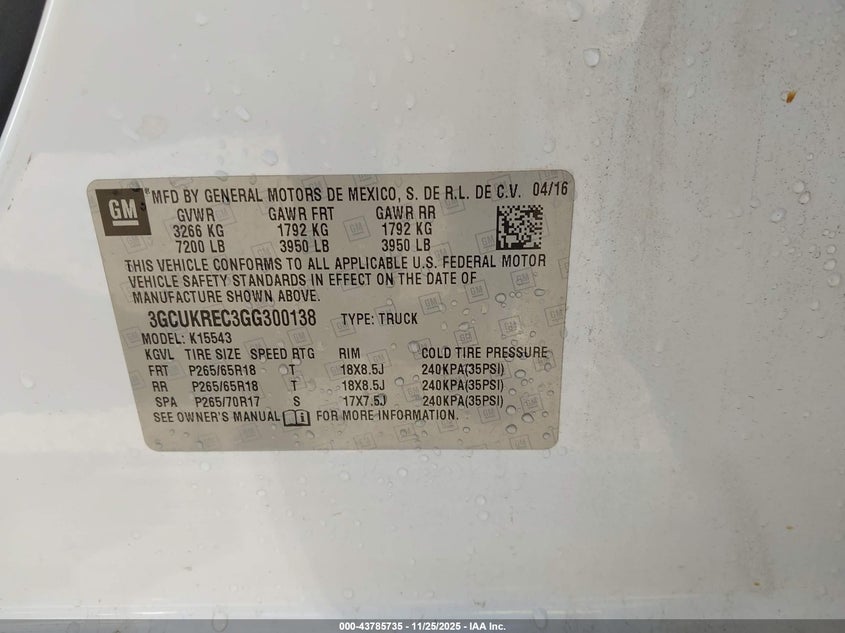 GM ® MFD BY GENERAL MOTORS DE MEXICO, S. DE R.L. DE C.V. 04/16
GVWR GAWR FRT GAWR RR
3266 KG 1792 KG 1792 KG
7200 LB 3950 LB 3950 LB
THIS VEHICLE CONFORMS TO ALL APPLICABLE U.S. FEDERAL MOTOR
VEHICLE SAFETY STANDARDS IN EFFECT ON THE DATE OF
MANUFACTURE SHOWN ABOVE.
3GCUKREC3GG300138 TYPE: TRUCK
MODEL: K15543
KGVL TIRE SIZE SPEED RTG RIM COLD TIRE PRESSURE
FRT P265/65R18 T 18X8.5J 240KPA(35PSI)
RR P265/65R18 T 18X8.5J 240KPA(35PSI)
SPA P265/70R17 S 17X7.5J 240KPA(35PSI)
SEE OWNER'S MANUAL FOR MORE INFORMATION.
000-43785735 - 11/25/2025 - IAA Inc.